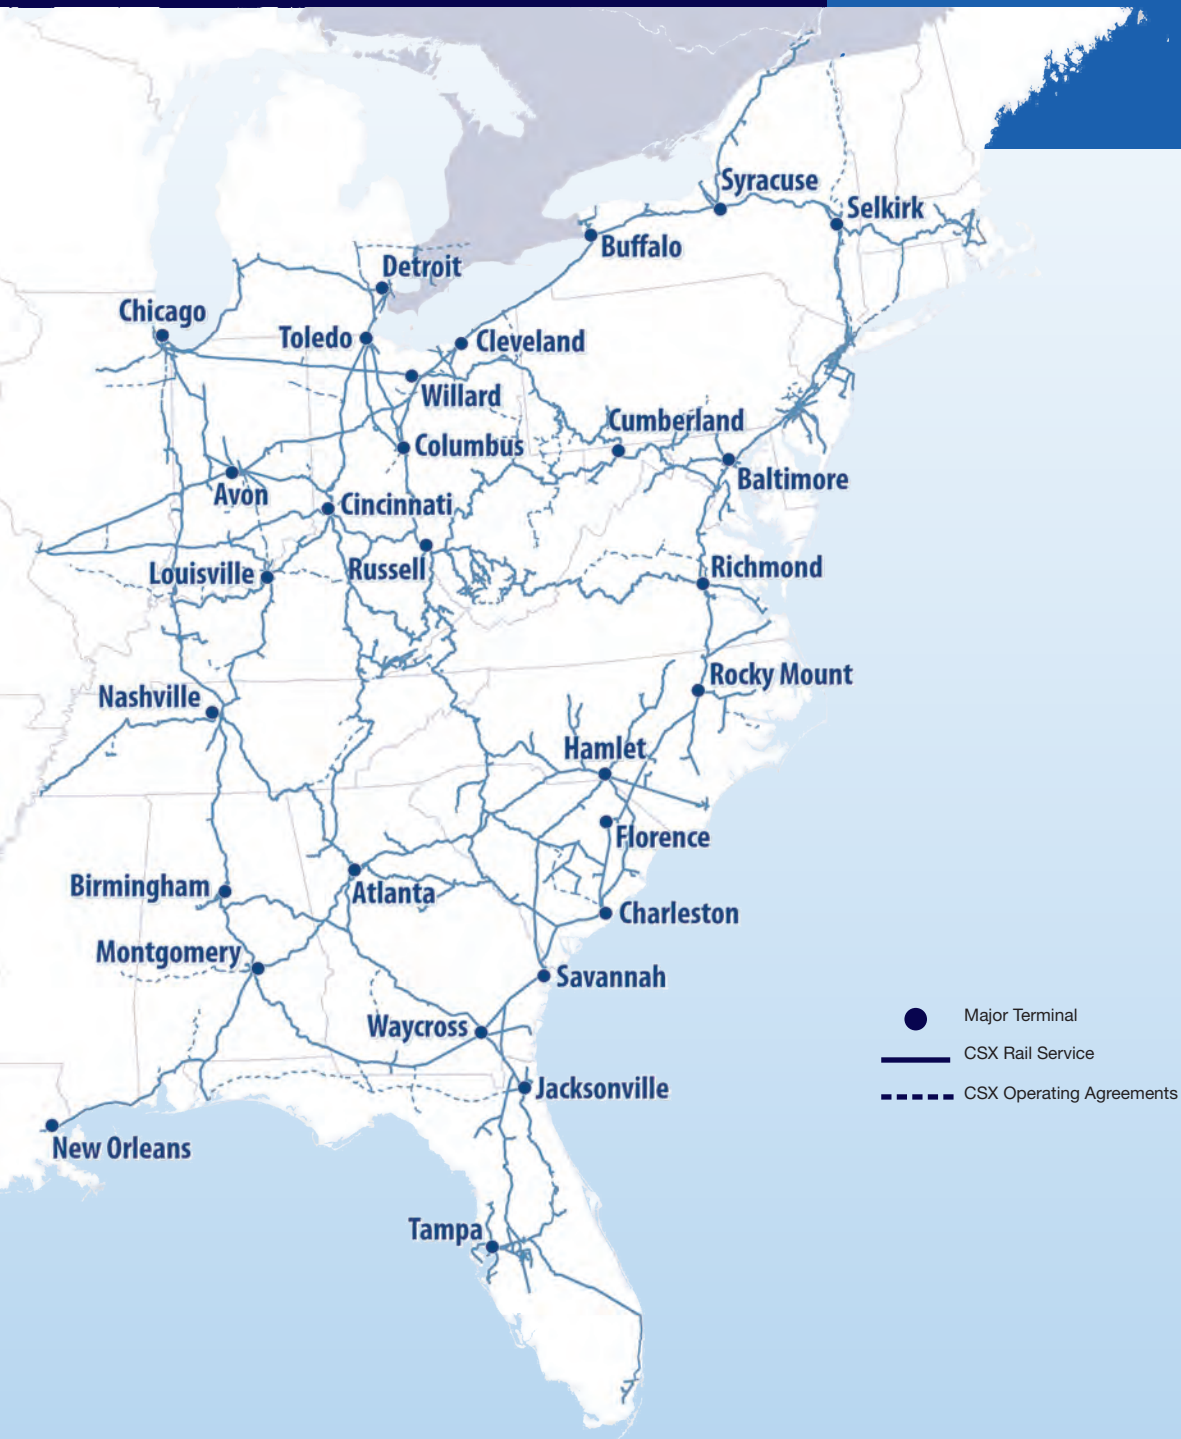 Syracuse
Selkirk
Buffalo
Detroit
Chicago
Toledo
Cleveland
Willard
Cumberland
Columbus
Baltimore
Avon
Cincinnati
Louisville
Russell
Richmond
Rocky Mount
Nashville
Hamlet
Florence
Birmingham
Atlanta
Charleston
Montgomery
Savannah
Waycross
Major Terminal
CSX Rail Service
CSX Operating Agreements
Jacksonville
New Orleans
Tampa